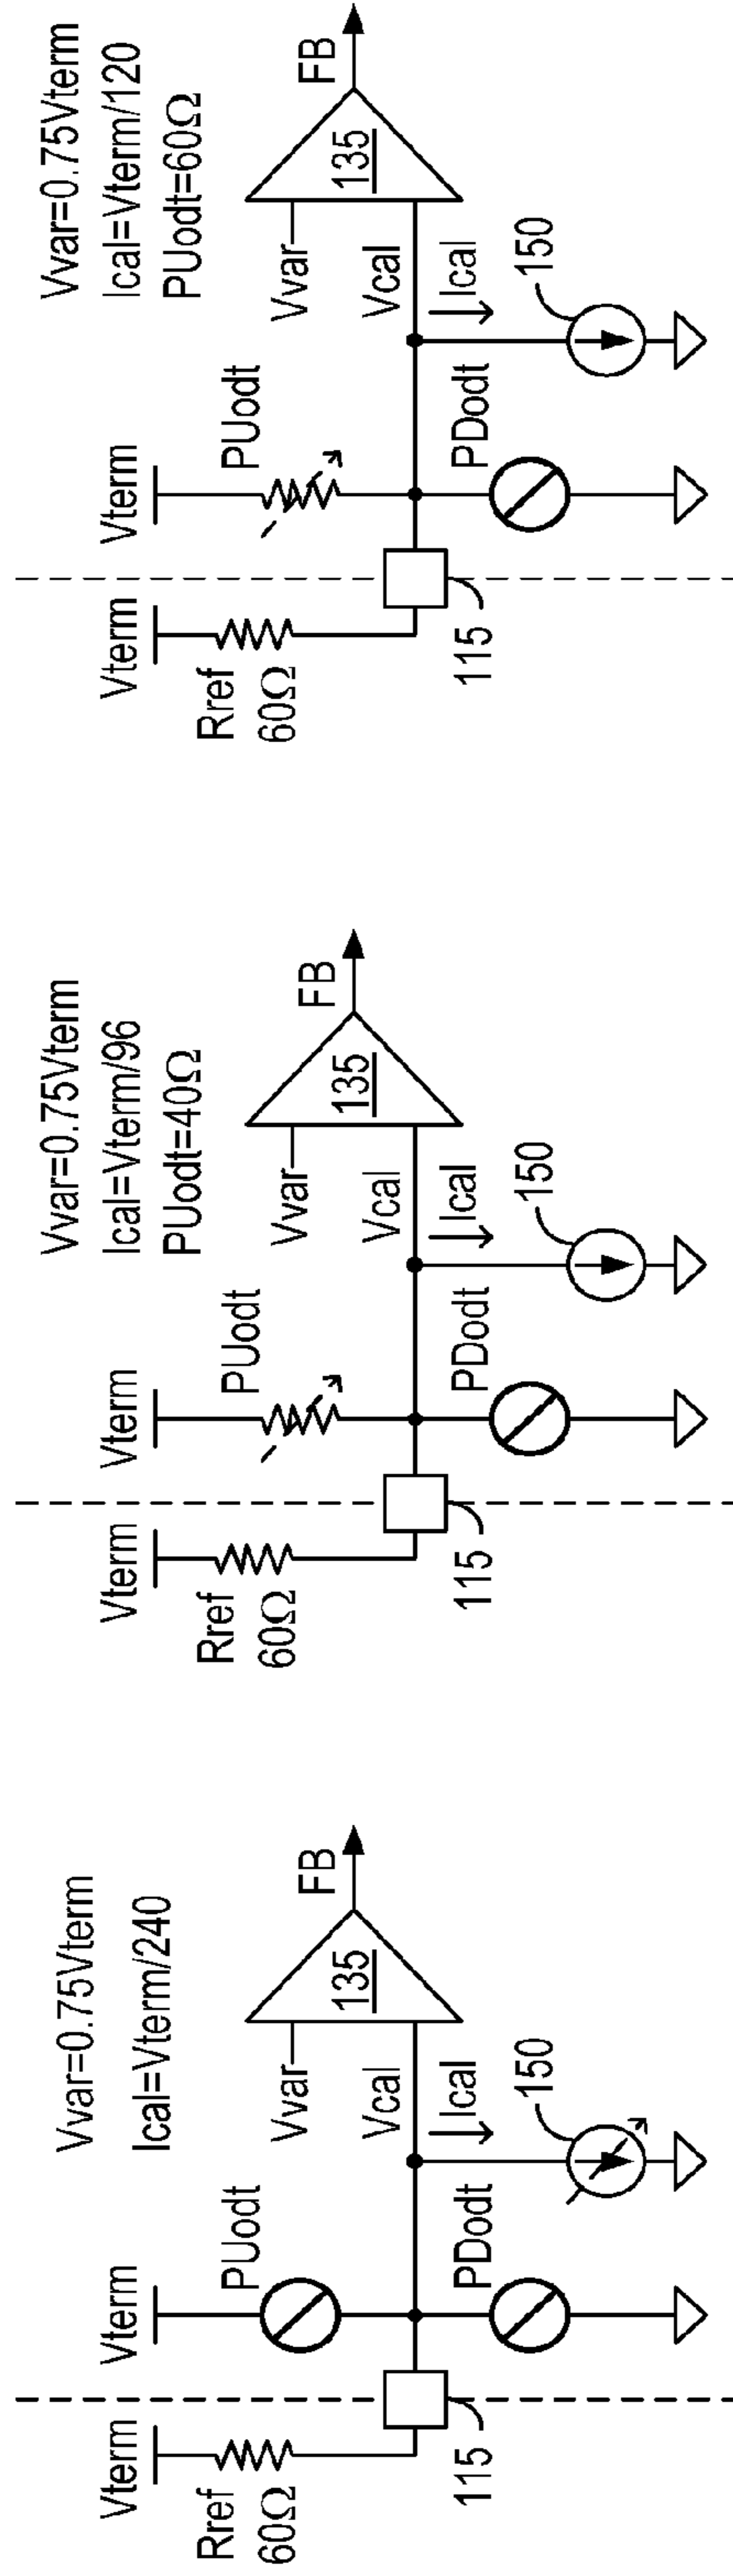 Vvar=0.75Vterm
Ical=Vterm/240
Vterm
Vterm
Rref
60Ω
PUodt
PDodt
Vvar
Vcal
Ical
135
FB
115
150
Vvar=0.75Vterm
Ical=Vterm/96
PUodt=40Ω
Vterm
Vterm
Rref
60Ω
PUodt
PDodt
Vvar
Vcal
Ical
135
FB
115
150
Vvar=0.75Vterm
Ical=Vterm/120
PUodt=60Ω
Vterm
Vterm
Rref
60Ω
PUodt
PDodt
Vvar
Vcal
Ical
135
FB
115
150